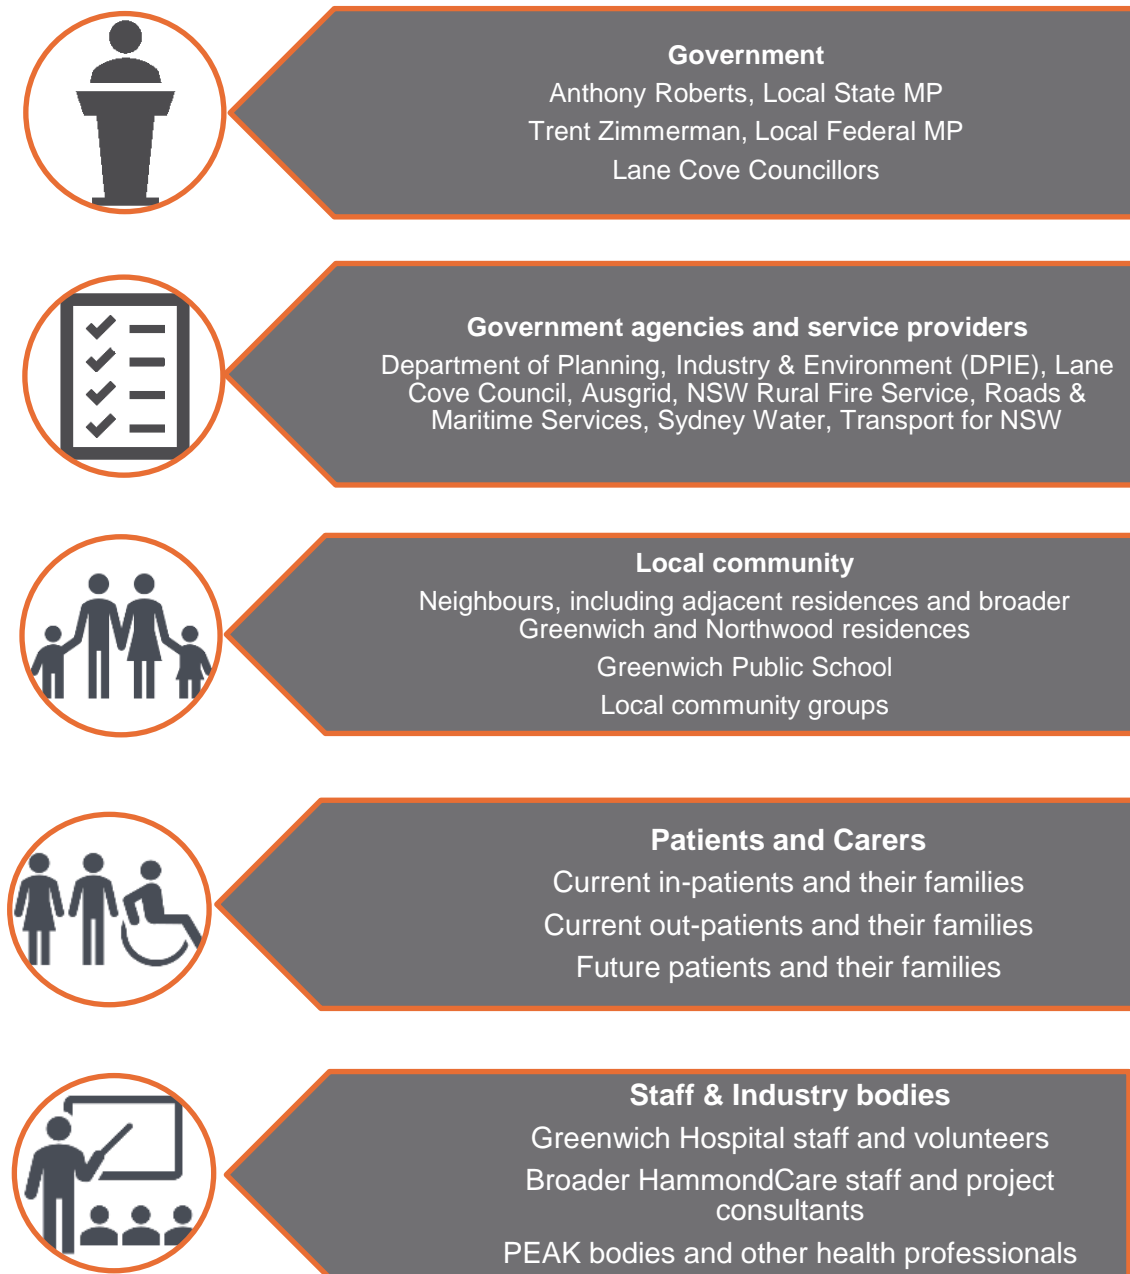 Government
Anthony Roberts, Local State MP
Trent Zimmerman, Local Federal MP
Lane Cove Councillors
Government agencies and service providers
Department of Planning, Industry & Environment (DPIE), Lane
Cove Council, Ausgrid, NSW Rural Fire Service, Roads &
Maritime Services, Sydney Water, Transport for NSW
Local community
Neighbours, including adjacent residences and broader
Greenwich and Northwood residences
Greenwich Public School
Local community groups
Patients and Carers
Current in-patients and their families
Current out-patients and their families
Future patients and their families
Staff & Industry bodies
Greenwich Hospital staff and volunteers
Broader HammondCare staff and project
consultants
PEAK bodies and other health professionals